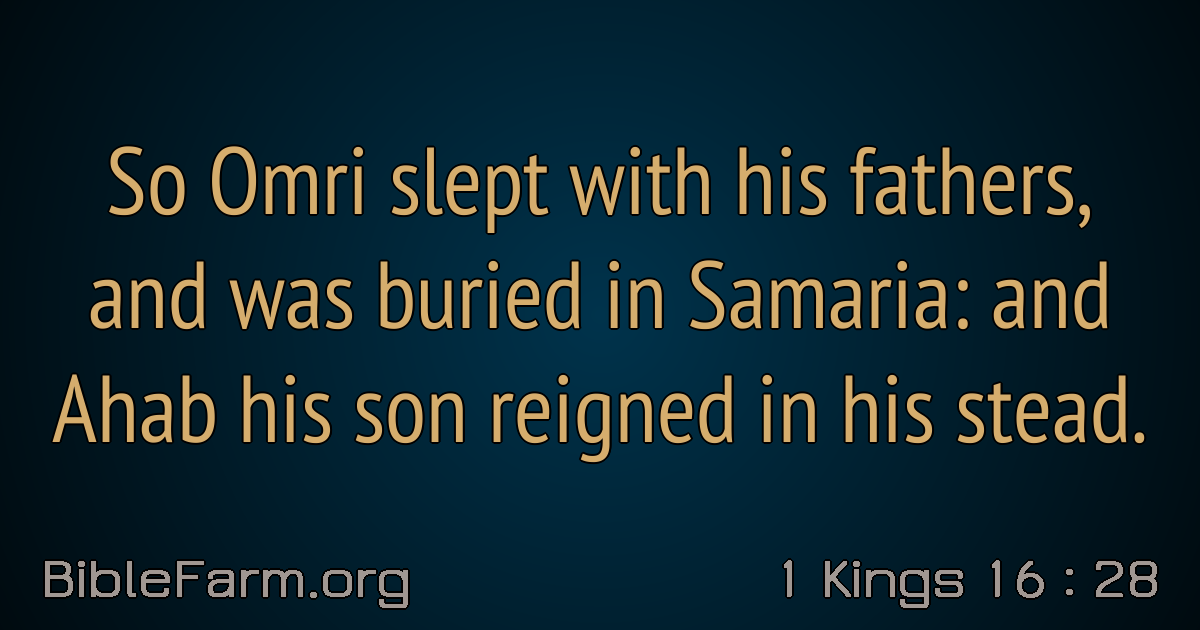 So Omri slept with his fathers,
and was buried in Samaria: and
Ahab his son reigned in his stead.
BibleFarm.org
1 Kings 16 : 28